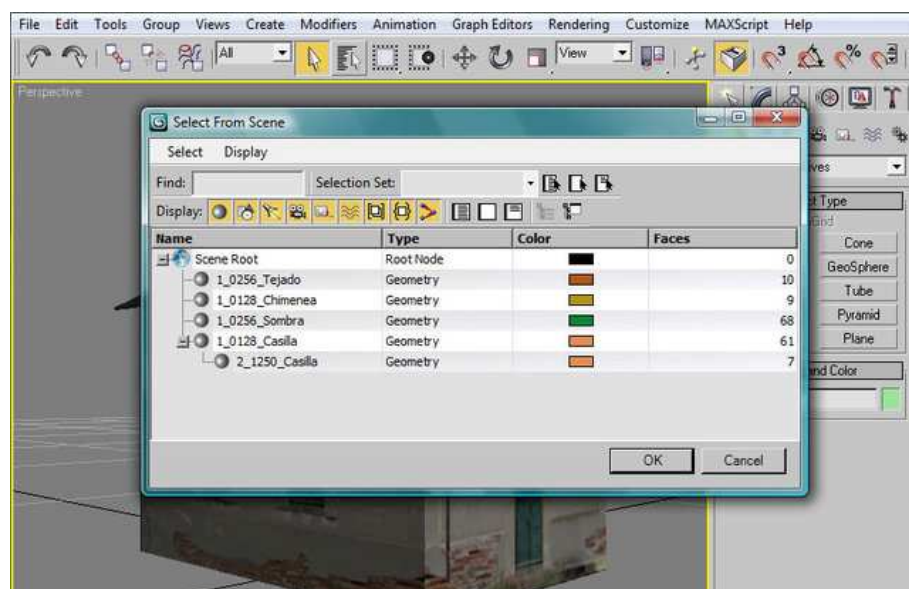 File Edit Tools Group Views Create Modifiers Animation Graph Editors Rendering Customize MAXScript Help
All
View
3
%
Perspective
Select From Scene
Select Display
Find:
Selection Set:
Display:
Name Type Color Faces
Scene Root Root Node 0
1_0256_Tejado Geometry 10
1_0128_Chimenea Geometry 9
1_0256_Sombra Geometry 68
1_0128_Casilla Geometry 61
2_1250_Casilla Geometry 7
OK Cancel
ves
t Type
Grid
Cone
GeoSphere
Tube
Pyramid
Plane
and Color